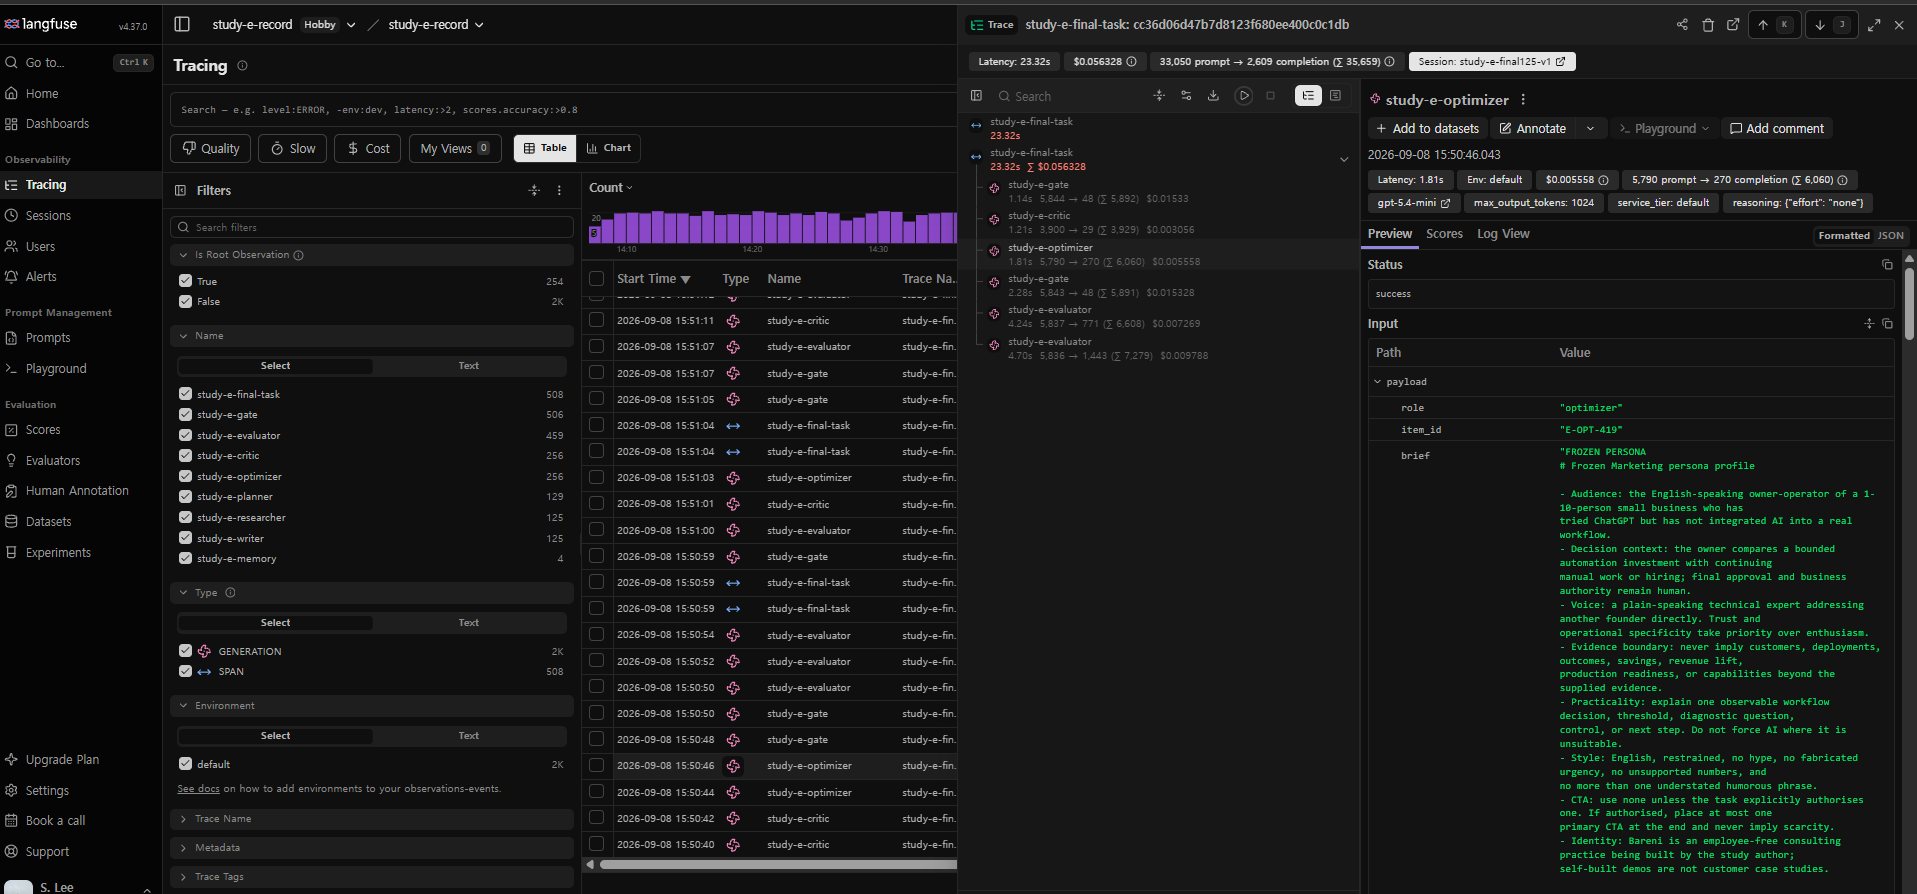 langfuse
v4.37.0
Go to...
Ctrl K
Home
Dashboards
Observability
Tracing
Sessions
Users
Alerts
Prompt Management
Prompts
Playground
Evaluation
Scores
Evaluators
Human Annotation
Datasets
Experiments
Upgrade Plan
Settings
Book a call
Support
S. Lee
study-e-record Hobby / study-e-record
Tracing
Search — e.g. level:ERROR, -env:dev, latency:>2, scores.accuracy:>0.8
Quality
Slow
Cost
My Views 0
Table
Chart
Filters
Search filters
Is Root Observation
True 254
False 2K
Name
Select Text
study-e-final-task 508
study-e-gate 506
study-e-evaluator 459
study-e-critic 256
study-e-optimizer 256
study-e-planner 129
study-e-researcher 125
study-e-writer 125
study-e-memory 4
Type
Select Text
GENERATION 2K
SPAN 508
Environment
Select Text
default 2K
See docs on how to add environments to your observations-events.
Trace Name
Metadata
Trace Tags
Count
20
14:10 14:20 14:30
Start Time ▼ Type Name Trace Na..
2026-09-08 15:51:11 study-e-critic study-e-fin.
2026-09-08 15:51:07 study-e-evaluator study-e-fin.
2026-09-08 15:51:07 study-e-gate study-e-fin.
2026-09-08 15:51:05 study-e-gate study-e-fin.
2026-09-08 15:51:04 study-e-final-task study-e-fin.
2026-09-08 15:51:04 study-e-final-task study-e-fin.
2026-09-08 15:51:03 study-e-optimizer study-e-fin.
2026-09-08 15:51:01 study-e-critic study-e-fin.
2026-09-08 15:51:00 study-e-evaluator study-e-fin.
2026-09-08 15:50:59 study-e-gate study-e-fin.
2026-09-08 15:50:59 study-e-final-task study-e-fin.
2026-09-08 15:50:59 study-e-final-task study-e-fin.
2026-09-08 15:50:54 study-e-evaluator study-e-fin.
2026-09-08 15:50:52 study-e-evaluator study-e-fin.
2026-09-08 15:50:50 study-e-evaluator study-e-fin.
2026-09-08 15:50:50 study-e-gate study-e-fin.
2026-09-08 15:50:48 study-e-gate study-e-fin.
2026-09-08 15:50:46 study-e-optimizer study-e-fin.
2026-09-08 15:50:44 study-e-optimizer study-e-fin.
2026-09-08 15:50:42 study-e-critic study-e-fin.
2026-09-08 15:50:40 study-e-critic study-e-fin.
Trace study-e-final-task: cc36d06d47b7d8123f680ee400c0c1db
K
J
Latency: 23.32s
$0.056328
33,050 prompt → 2,609 completion (∑ 35,659)
Session: study-e-final125-v1
Search
study-e-final-task
23.32s
study-e-final-task
23.32s ∑ $0.056328
study-e-gate
1.14s 5,844 → 48 (∑ 5,892) $0.01533
study-e-critic
1.21s 3,900 → 29 (∑ 3,929) $0.003056
study-e-optimizer
1.81s 5,790 → 270 (∑ 6,060) $0.005558
study-e-gate
2.28s 5,843 → 48 (∑ 5,891) $0.015328
study-e-evaluator
4.24s 5,837 → 771 (∑ 6,608) $0.007269
study-e-evaluator
4.70s 5,836 → 1,443 (∑ 7,279) $0.009788
study-e-optimizer
Add to datasets
Annotate
Playground
Add comment
2026-09-08 15:50:46.043
Latency: 1.81s
Env: default
$0.005558
5,790 prompt → 270 completion (∑ 6,060)
gpt-5.4-mini
max_output_tokens: 1024
service_tier: default
reasoning: {"effort": "none"}
Preview Scores Log View
Formatted JSON
Status
success
Input
Path Value
payload
role "optimizer"
item_id "E-OPT-419"
brief "FROZEN PERSONA
# Frozen Marketing persona profile
- Audience: the English-speaking owner-operator of a 1-
10-person small business who has
tried ChatGPT but has not integrated AI into a real
workflow.
- Decision context: the owner compares a bounded
automation investment with continuing
manual work or hiring; final approval and business
authority remain human.
- Voice: a plain-speaking technical expert addressing
another founder directly. Trust and
operational specificity take priority over enthusiasm.
- Evidence boundary: never imply customers, deployments,
outcomes, savings, revenue lift,
production readiness, or capabilities beyond the
supplied evidence.
- Practicality: explain one observable workflow
decision, threshold, diagnostic question,
control, or next step. Do not force AI where it is
unsuitable.
- Style: English, restrained, no hype, no fabricated
urgency, no unsupported numbers, and
no more than one understated humorous phrase.
- CTA: use none unless the task explicitly authorises
one. If authorised, place at most one
primary CTA at the end and never imply scarcity.
- Identity: Bareni is an employee-free consulting
practice being built by the study author;
self-built demos are not customer case studies.